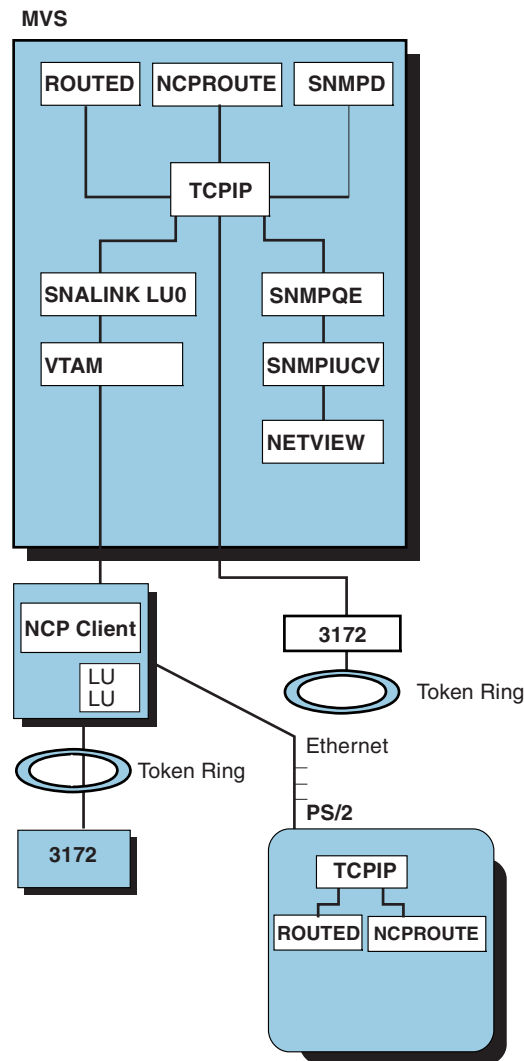 MVS
ROUTED
NCPROUTE
SNMPD
TCPIP
SNALINK LU0
SNMPQE
VTAM
SNMPIUCV
NETVIEW
NCP Client
LU
LU
3172
Token Ring
Ethernet
Token Ring
PS/2
3172
TCPIP
ROUTED
NCPROUTE